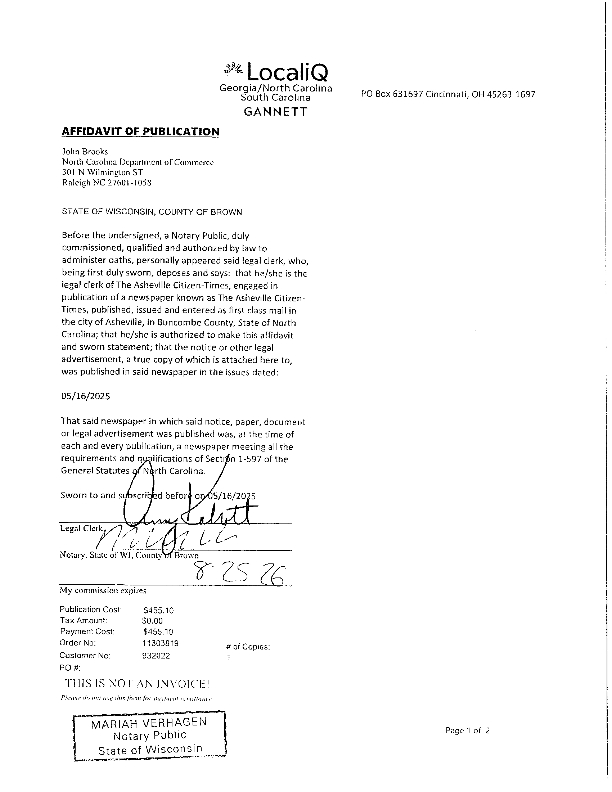 LocaliQ
Georgia/North Carolina
South Carolina
GANNETT
PO Box 631697 Cincinnati, OH 45263-1697
AFFIDAVIT OF PUBLICATION
John Brooks
North Carolina Department of Commerce
301 N Wilmington ST
Raleigh NC 27601-1058
STATE OF WISCONSIN, COUNTY OF BROWN
Before the undersigned, a Notary Public, duly
commissioned, qualified and authorized by law to
administer oaths, personally appeared said legal clerk, who,
being first duly sworn, deposes and says: that he/she is the
legal clerk of The Asheville Citizen-Times, engaged in
publication of a newspaper known as The Asheville Citizen-
Times, published, issued and entered as first class mail in
the city of Asheville, in Buncombe County, State of North
Carolina; that he/she is authorized to make this affidavit
and sworn statement; that the notice or other legal
advertisement, a true copy of which is attached here to,
was published in said newspaper in the issues dated:
05/16/2025
That said newspaper in which said notice, paper, document
or legal advertisement was published was, at the time of
each and every publication, a newspaper meeting all the
requirements and qualifications of Section 1-597 of the
General Statutes of North Carolina.
Sworn to and subscribed before on 05/16/2025
Legal Clerk
Notary, State of WI, County of Brown
8 25 26
My commission expires
Publication Cost: $455.10
Tax Amount: $0.00
Payment Cost: $455.10
Order No: 11303819
Customer No: 932022
# of Copies:
PO #:
THIS IS NOT AN INVOICE!
Please do not use this form for payment remittance.
MARIAH VERHAGEN
Notary Public
State of Wisconsin
Page 1 of 2